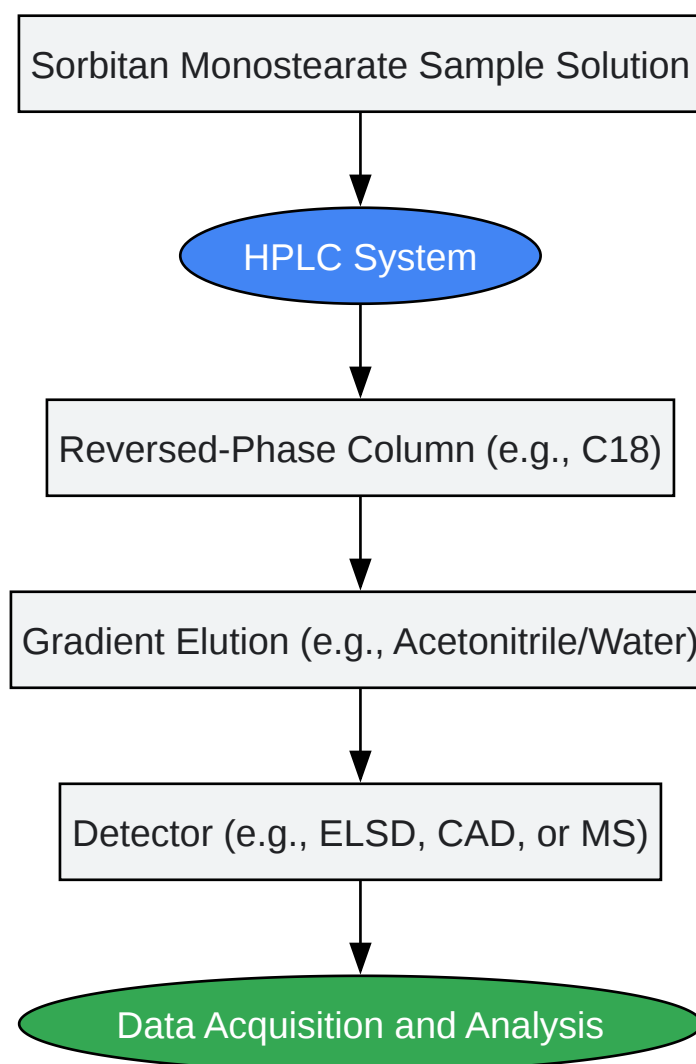 Sorbitan Monostearate Sample Solution
HPLC System
Reversed-Phase Column (e.g., C18)
Gradient Elution (e.g., Acetonitrile/Water)
Detector (e.g., ELSD, CAD, or MS)
Data Acquisition and Analysis